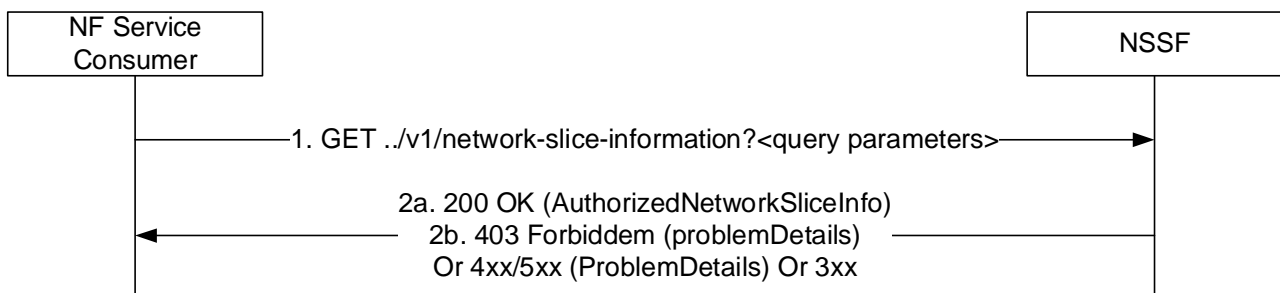 NF Service
Consumer
NSSF
1. GET ../v1/network-slice-information?<query parameters>
2a. 200 OK (AuthorizedNetworkSliceInfo)
2b. 403 Forbiddem (problemDetails)
Or 4xx/5xx (ProblemDetails) Or 3xx